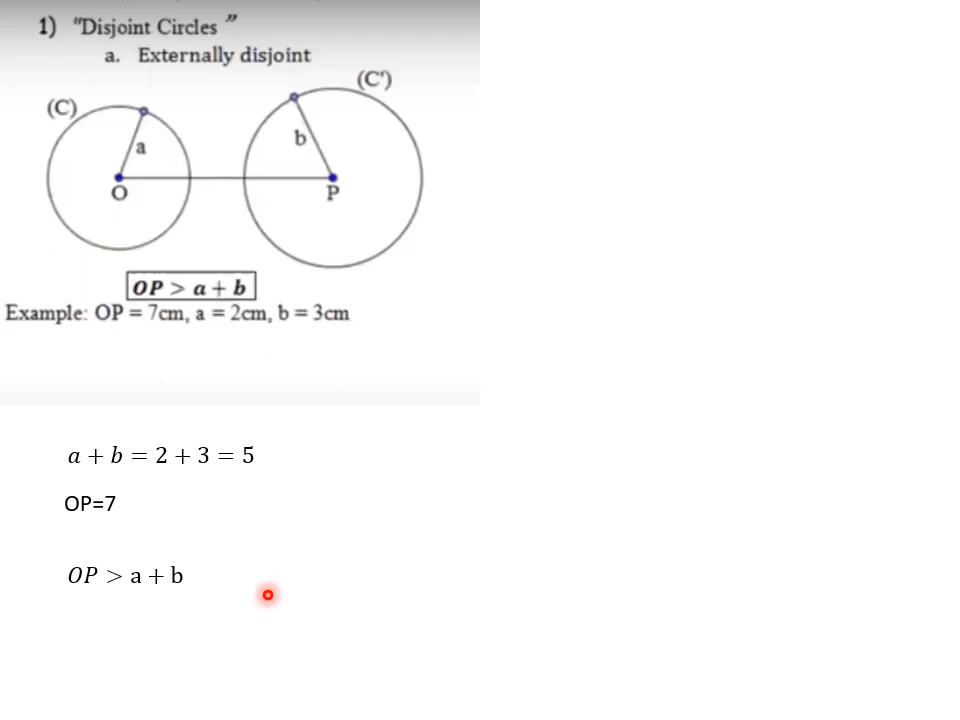 1) "Disjoint Circles"
a. Externally disjoint
(C')
(C)
b
a
O
P
OP > a + b
Example: OP = 7cm, a = 2cm, b = 3cm
a + b = 2 + 3 = 5
OP=7
OP > a + b